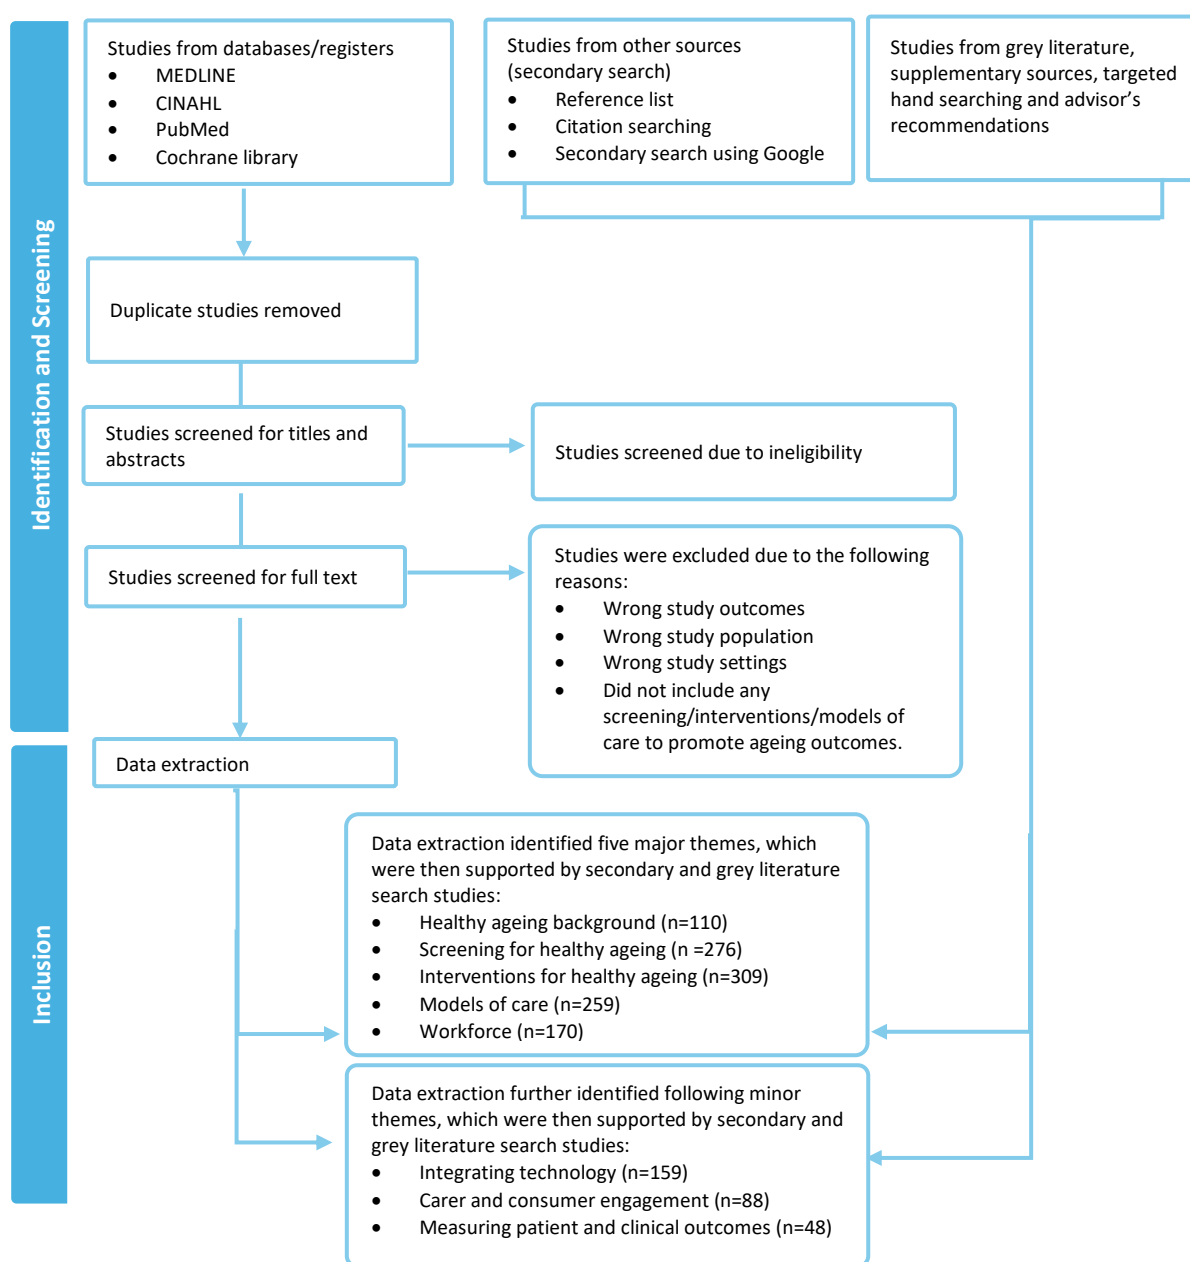 Studies from databases/registers
• MEDLINE
• CINAHL
• PubMed
• Cochrane library
Studies from other sources
(secondary search)
• Reference list
• Citation searching
• Secondary search using Google
Studies from grey literature,
supplementary sources, targeted
hand searching and advisor’s
recommendations
Identification and Screening
Duplicate studies removed
Studies screened for titles and
abstracts
Studies screened due to ineligibility
Studies screened for full text
Studies were excluded due to the following
reasons:
• Wrong study outcomes
• Wrong study population
• Wrong study settings
• Did not include any
screening/interventions/models of
care to promote ageing outcomes.
Inclusion
Data extraction
Data extraction identified five major themes, which
were then supported by secondary and grey literature
search studies:
• Healthy ageing background (n=110)
• Screening for healthy ageing (n =276)
• Interventions for healthy ageing (n=309)
• Models of care (n=259)
• Workforce (n=170)
Data extraction further identified following minor
themes, which were then supported by secondary and
grey literature search studies:
• Integrating technology (n=159)
• Carer and consumer engagement (n=88)
• Measuring patient and clinical outcomes (n=48)